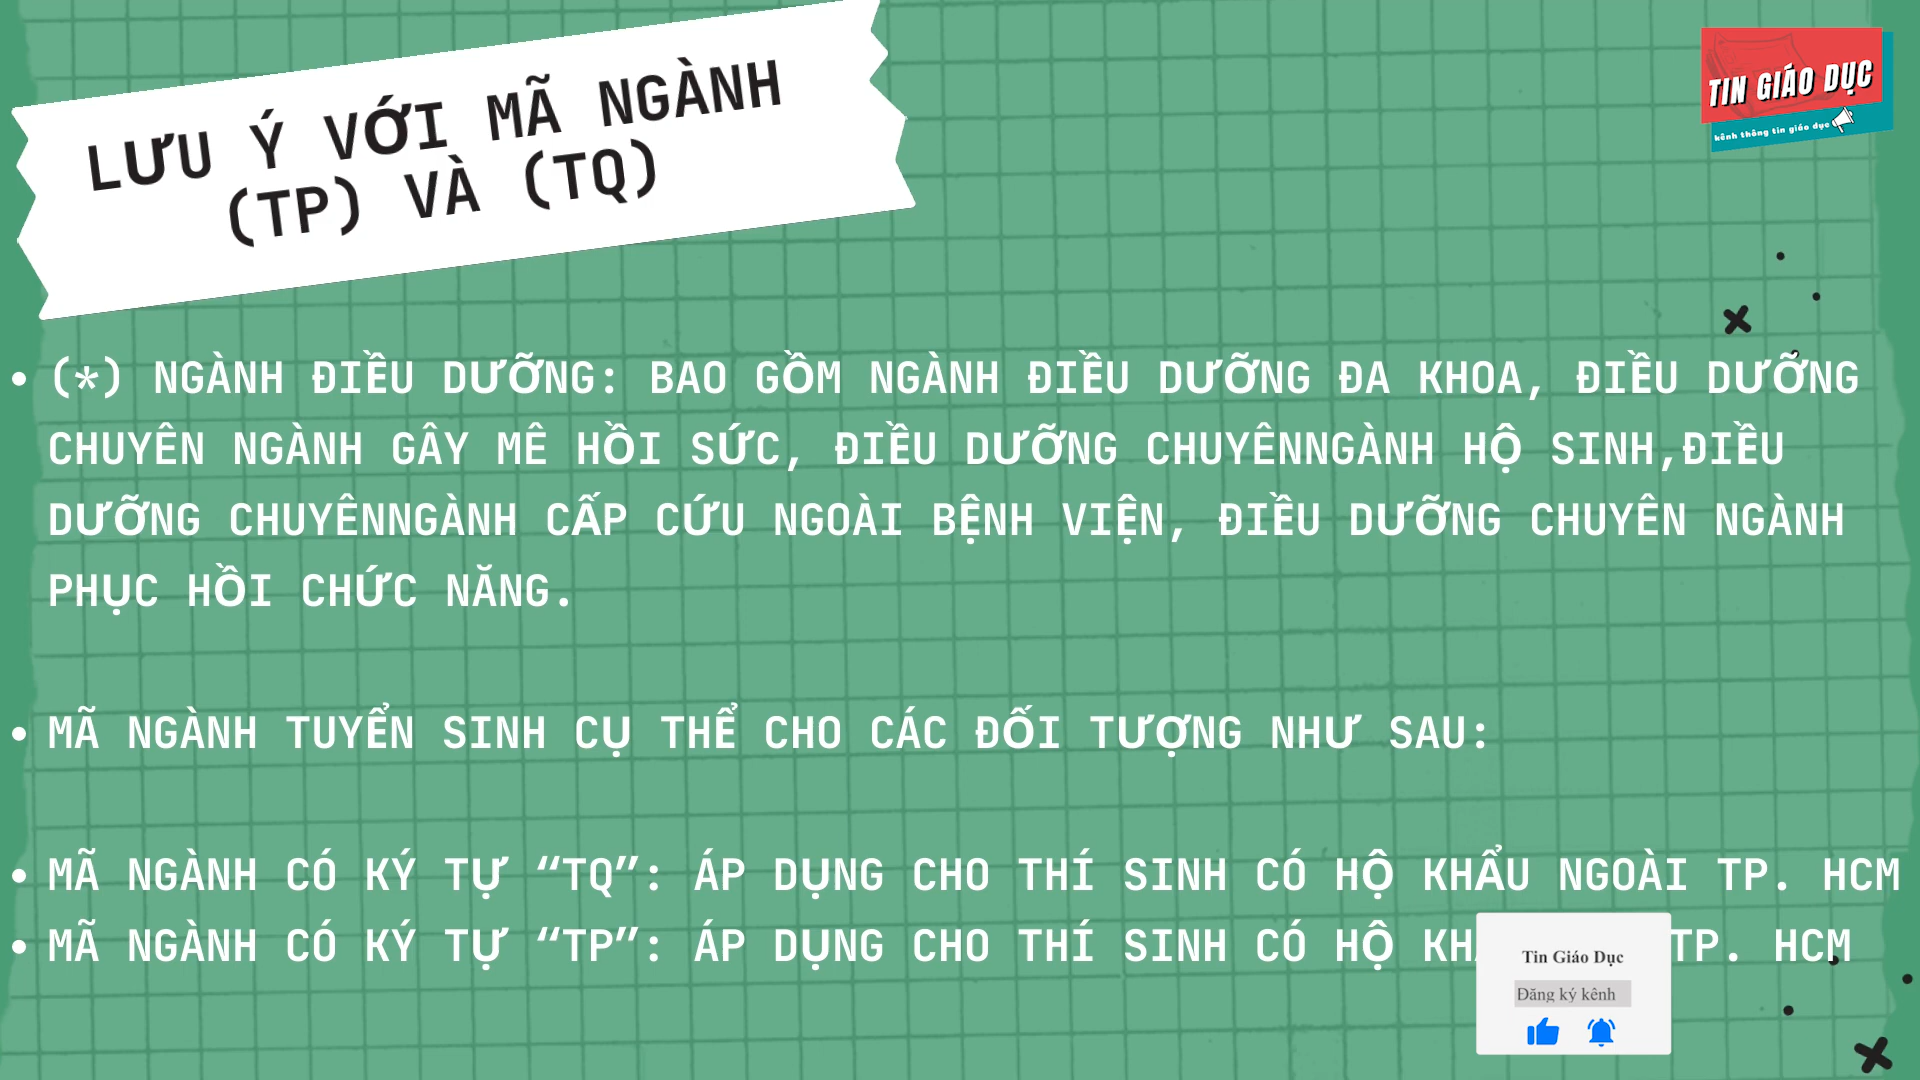 LƯU Ý VỚI MÃ NGÀNH
(TP) VÀ (TQ)
TIN GIÁO DỤC
kênh thông tin giáo dục
• (*) NGÀNH ĐIỀU DƯỠNG: BAO GỒM NGÀNH ĐIỀU DƯỠNG ĐA KHOA, ĐIỀU DƯỠNG
CHUYÊN NGÀNH GÂY MÊ HỒI SỨC, ĐIỀU DƯỠNG CHUYÊNNGÀNH HỘ SINH,ĐIỀU
DƯỠNG CHUYÊNNGÀNH CẤP CỨU NGOÀI BỆNH VIỆN, ĐIỀU DƯỠNG CHUYÊN NGÀNH
PHỤC HỒI CHỨC NĂNG.
• MÃ NGÀNH TUYỂN SINH CỤ THỂ CHO CÁC ĐỐI TƯỢNG NHƯ SAU:
• MÃ NGÀNH CÓ KÝ TỰ “TQ”: ÁP DỤNG CHO THÍ SINH CÓ HỘ KHẨU NGOÀI TP. HCM
• MÃ NGÀNH CÓ KÝ TỰ “TP”: ÁP DỤNG CHO THÍ SINH CÓ HỘ TP. HCM
Tin Giáo Dục
Đăng ký kênh